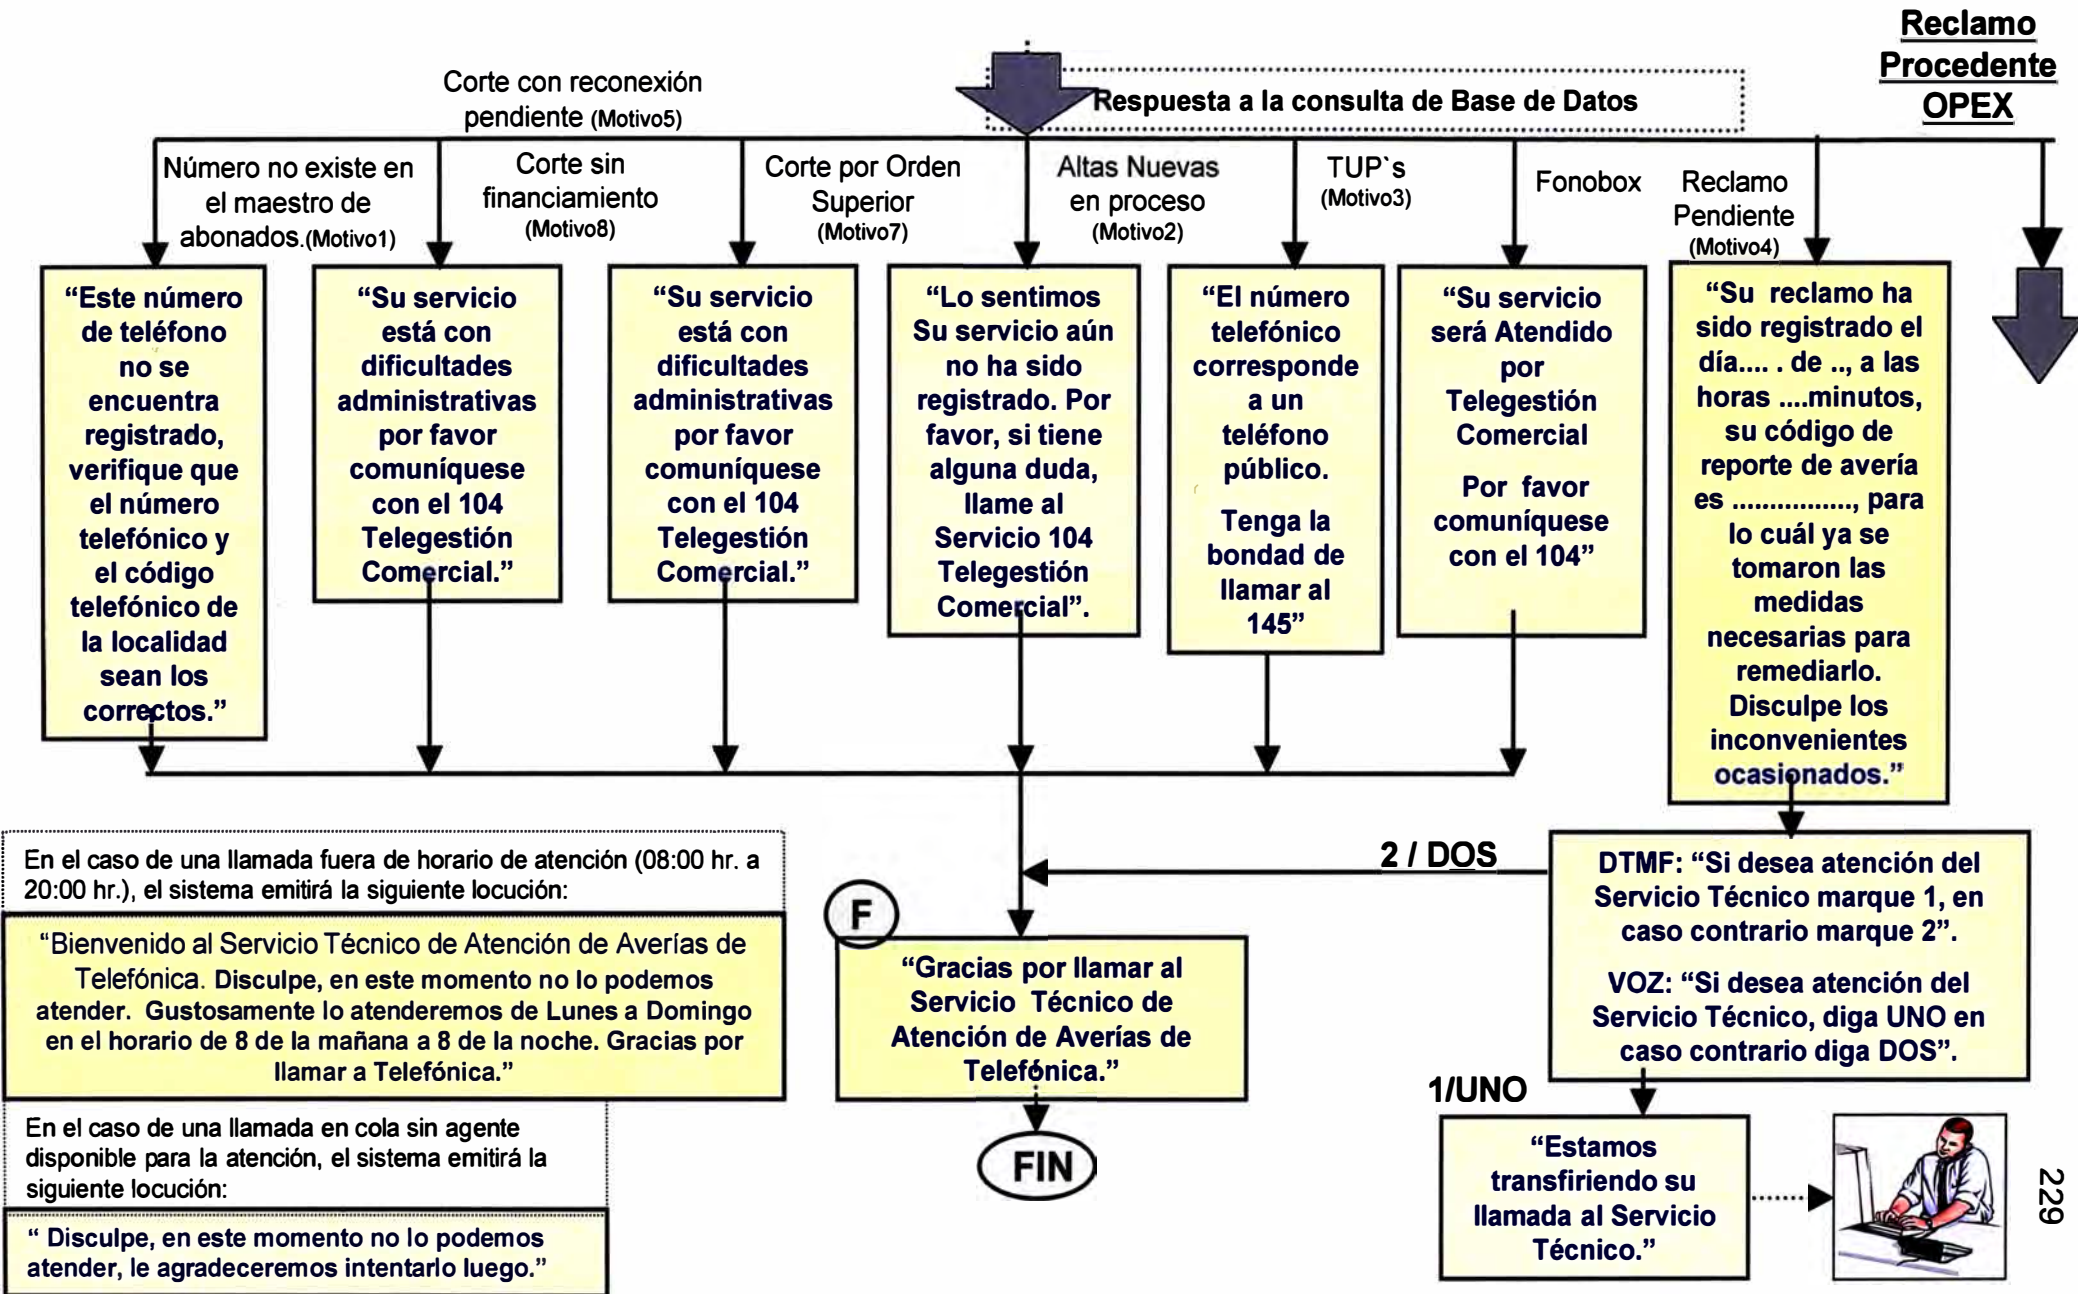 Reclamo
Procedente
OPEX
Respuesta a la consulta de Base de Datos
Corte con reconexión
pendiente (Motivo5)
Número no existe en
el maestro de
abonados.(Motivo1)
Corte sin
financiamiento
(Motivo8)
Corte por Orden
Superior
(Motivo7)
Altas Nuevas
en proceso
(Motivo2)
TUP`s
(Motivo3)
Fonobox
Reclamo
Pendiente
(Motivo4)
“Este número
de teléfono
no se
encuentra
registrado,
verifique que
el número
telefónico y
el código
telefónico de
la localidad
sean los
correctos.”
“Su servicio
está con
dificultades
administrativas
por favor
comuníquese
con el 104
Telegestión
Comercial.”
“Su servicio
está con
dificultades
administrativas
por favor
comuníquese
con el 104
Telegestión
Comercial.”
“Lo sentimos
Su servicio aún
no ha sido
registrado. Por
favor, si tiene
alguna duda,
llame al
Servicio 104
Telegestión
Comercial”.
“El número
telefónico
corresponde
a un
teléfono
público.
Tenga la
bondad de
llamar al
145”
“Su servicio
será Atendido
por
Telegestión
Comercial
Por favor
comuníquese
con el 104”
“Su reclamo ha
sido registrado el
día.... . de .., a las
horas ....minutos,
su código de
reporte de avería
es ................, para
lo cuál ya se
tomaron las
medidas
necesarias para
remediarlo.
Disculpe los
inconvenientes
ocasionados.”
2 / DOS
DTMF: “Si desea atención del
Servicio Técnico marque 1, en
caso contrario marque 2”.
VOZ: “Si desea atención del
Servicio Técnico, diga UNO en
caso contrario diga DOS”.
1/UNO
“Estamos
transfiriendo su
llamada al Servicio
Técnico.”
F
“Gracias por llamar al
Servicio Técnico de
Atención de Averías de
Telefónica.”
FIN
En el caso de una llamada fuera de horario de atención (08:00 hr. a
20:00 hr.), el sistema emitirá la siguiente locución:
“Bienvenido al Servicio Técnico de Atención de Averías de
Telefónica. Disculpe, en este momento no lo podemos
atender. Gustosamente lo atenderemos de Lunes a Domingo
en el horario de 8 de la mañana a 8 de la noche. Gracias por
llamar a Telefónica.”
En el caso de una llamada en cola sin agente
disponible para la atención, el sistema emitirá la
siguiente locución:
“ Disculpe, en este momento no lo podemos
atender, le agradeceremos intentarlo luego.”
229